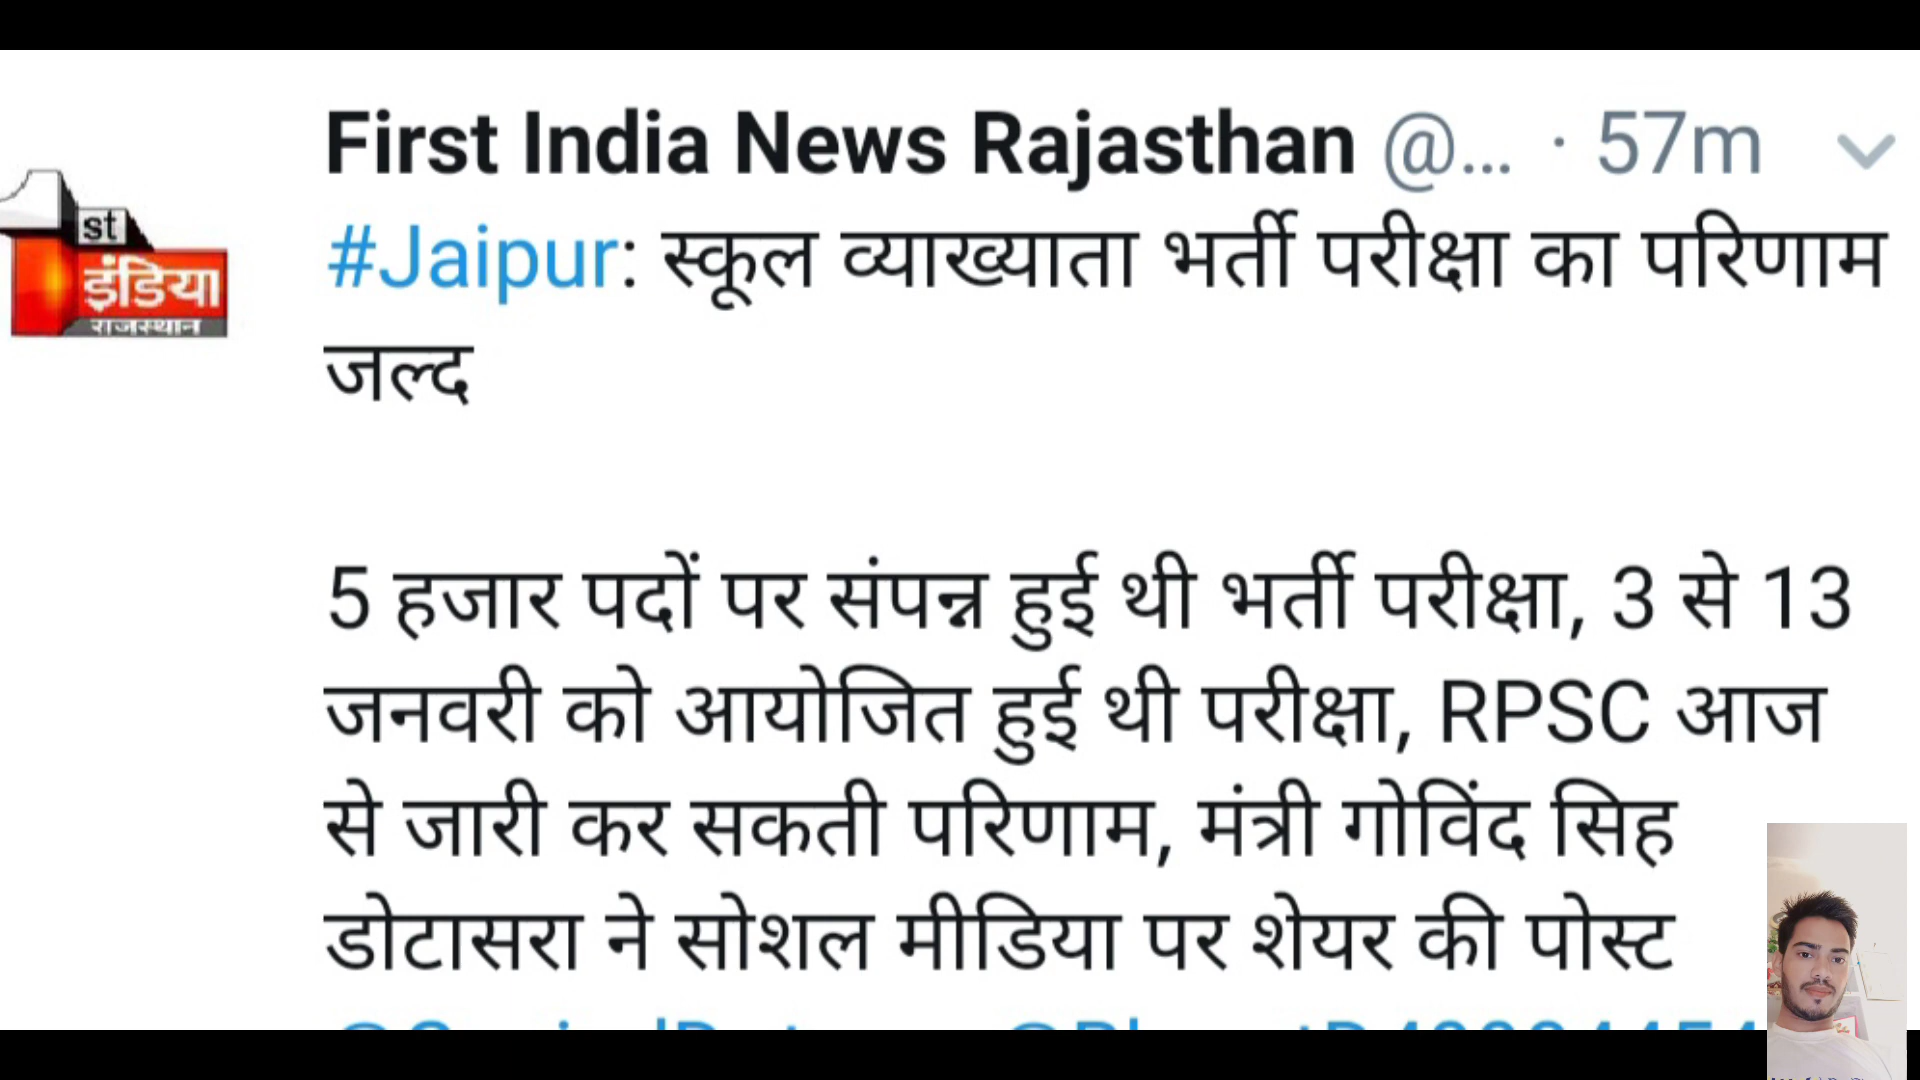 First India News Rajasthan @... · 57m
st
इंडिया
राजस्थान
#Jaipur: स्कूल व्याख्याता भर्ती परीक्षा का परिणाम
जल्द
5 हजार पदों पर संपन्न हुई थी भर्ती परीक्षा, 3 से 13
जनवरी को आयोजित हुई थी परीक्षा, RPSC आज
से जारी कर सकती परिणाम, मंत्री गोविंद सिह
डोटासरा ने सोशल मीडिया पर शेयर की पोस्ट